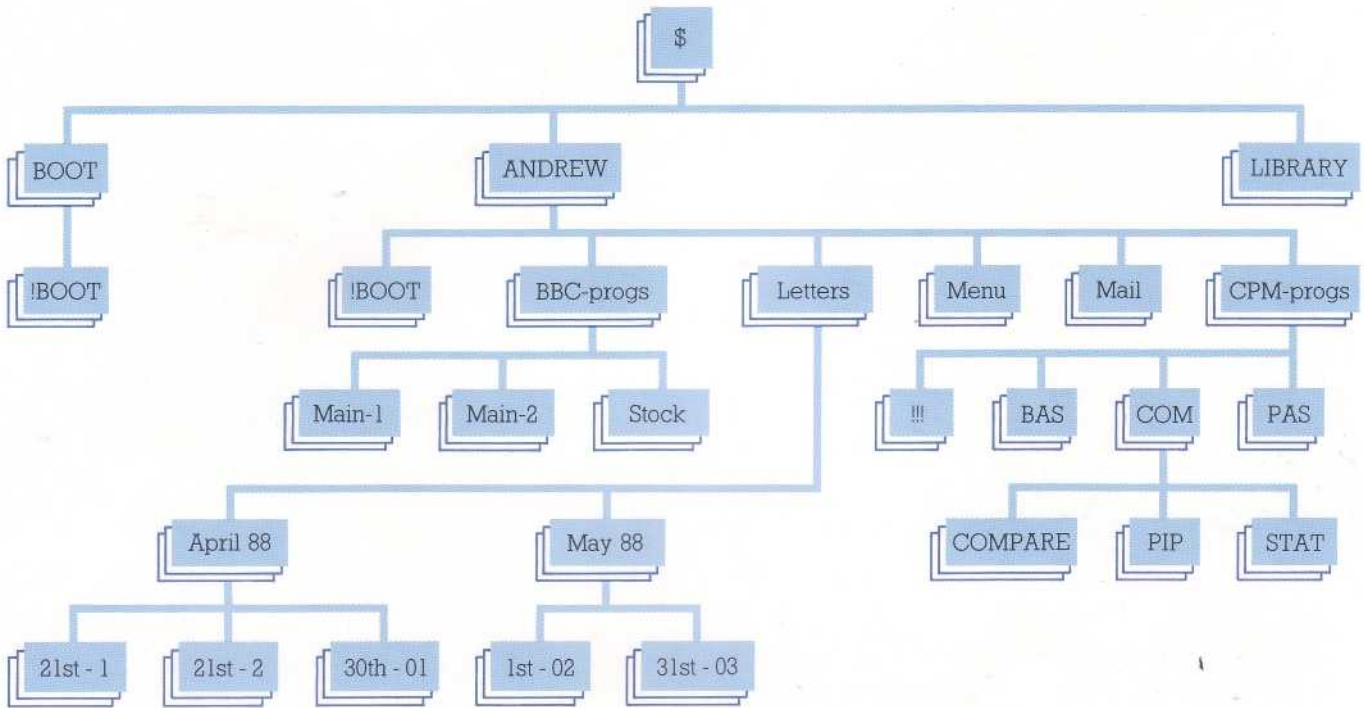 $
BOOT
ANDREW
LIBRARY
!BOOT
!BOOT
BBC-progs
Letters
Menu
Mail
CPM-progs
Main-1
Main-2
Stock
!!!
BAS
COM
PAS
April 88
May 88
COMPARE
PIP
STAT
21st - 1
21st - 2
30th - 01
1st - 02
31st - 03